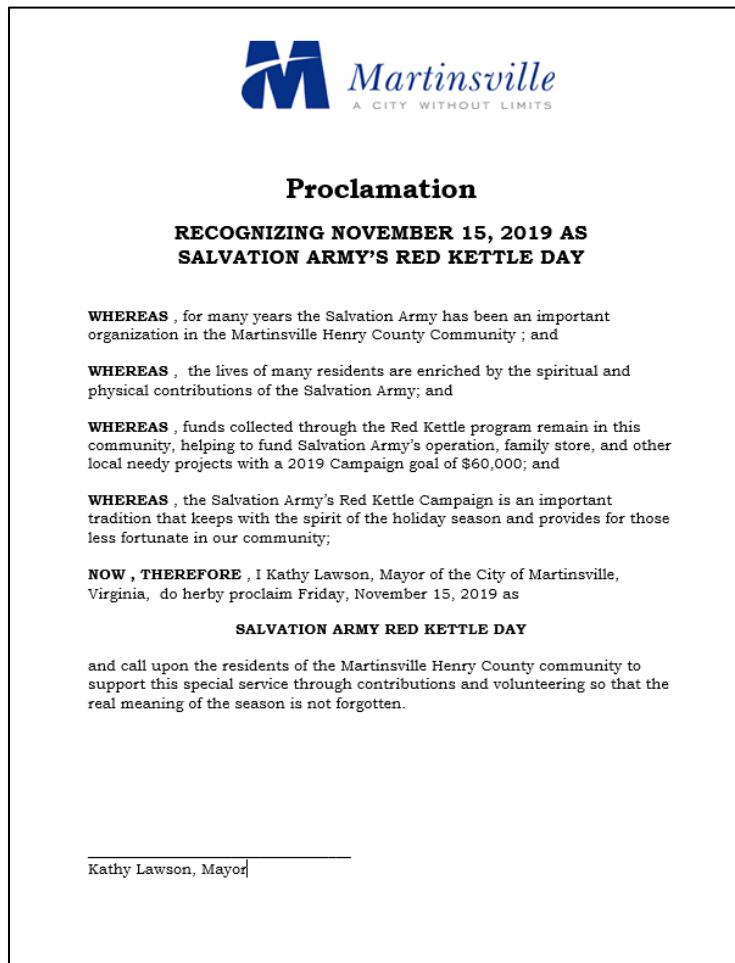 Martinsville
A CITY WITHOUT LIMITS
Proclamation
RECOGNIZING NOVEMBER 15, 2019 AS
SALVATION ARMY’S RED KETTLE DAY
WHEREAS , for many years the Salvation Army has been an important
organization in the Martinsville Henry County Community ; and
WHEREAS ,  the lives of many residents are enriched by the spiritual and
physical contributions of the Salvation Army; and
WHEREAS , funds collected through the Red Kettle program remain in this
community, helping to fund Salvation Army’s operation, family store, and other
local needy projects with a 2019 Campaign goal of $60,000; and
WHEREAS , the Salvation Army’s Red Kettle Campaign is an important
tradition that keeps with the spirit of the holiday season and provides for those
less fortunate in our community;
NOW , THEREFORE , I Kathy Lawson, Mayor of the City of Martinsville,
Virginia,  do herby proclaim Friday, November 15, 2019 as
SALVATION ARMY RED KETTLE DAY
and call upon the residents of the Martinsville Henry County community to
support this special service through contributions and volunteering so that the
real meaning of the season is not forgotten.
Kathy Lawson, Mayor